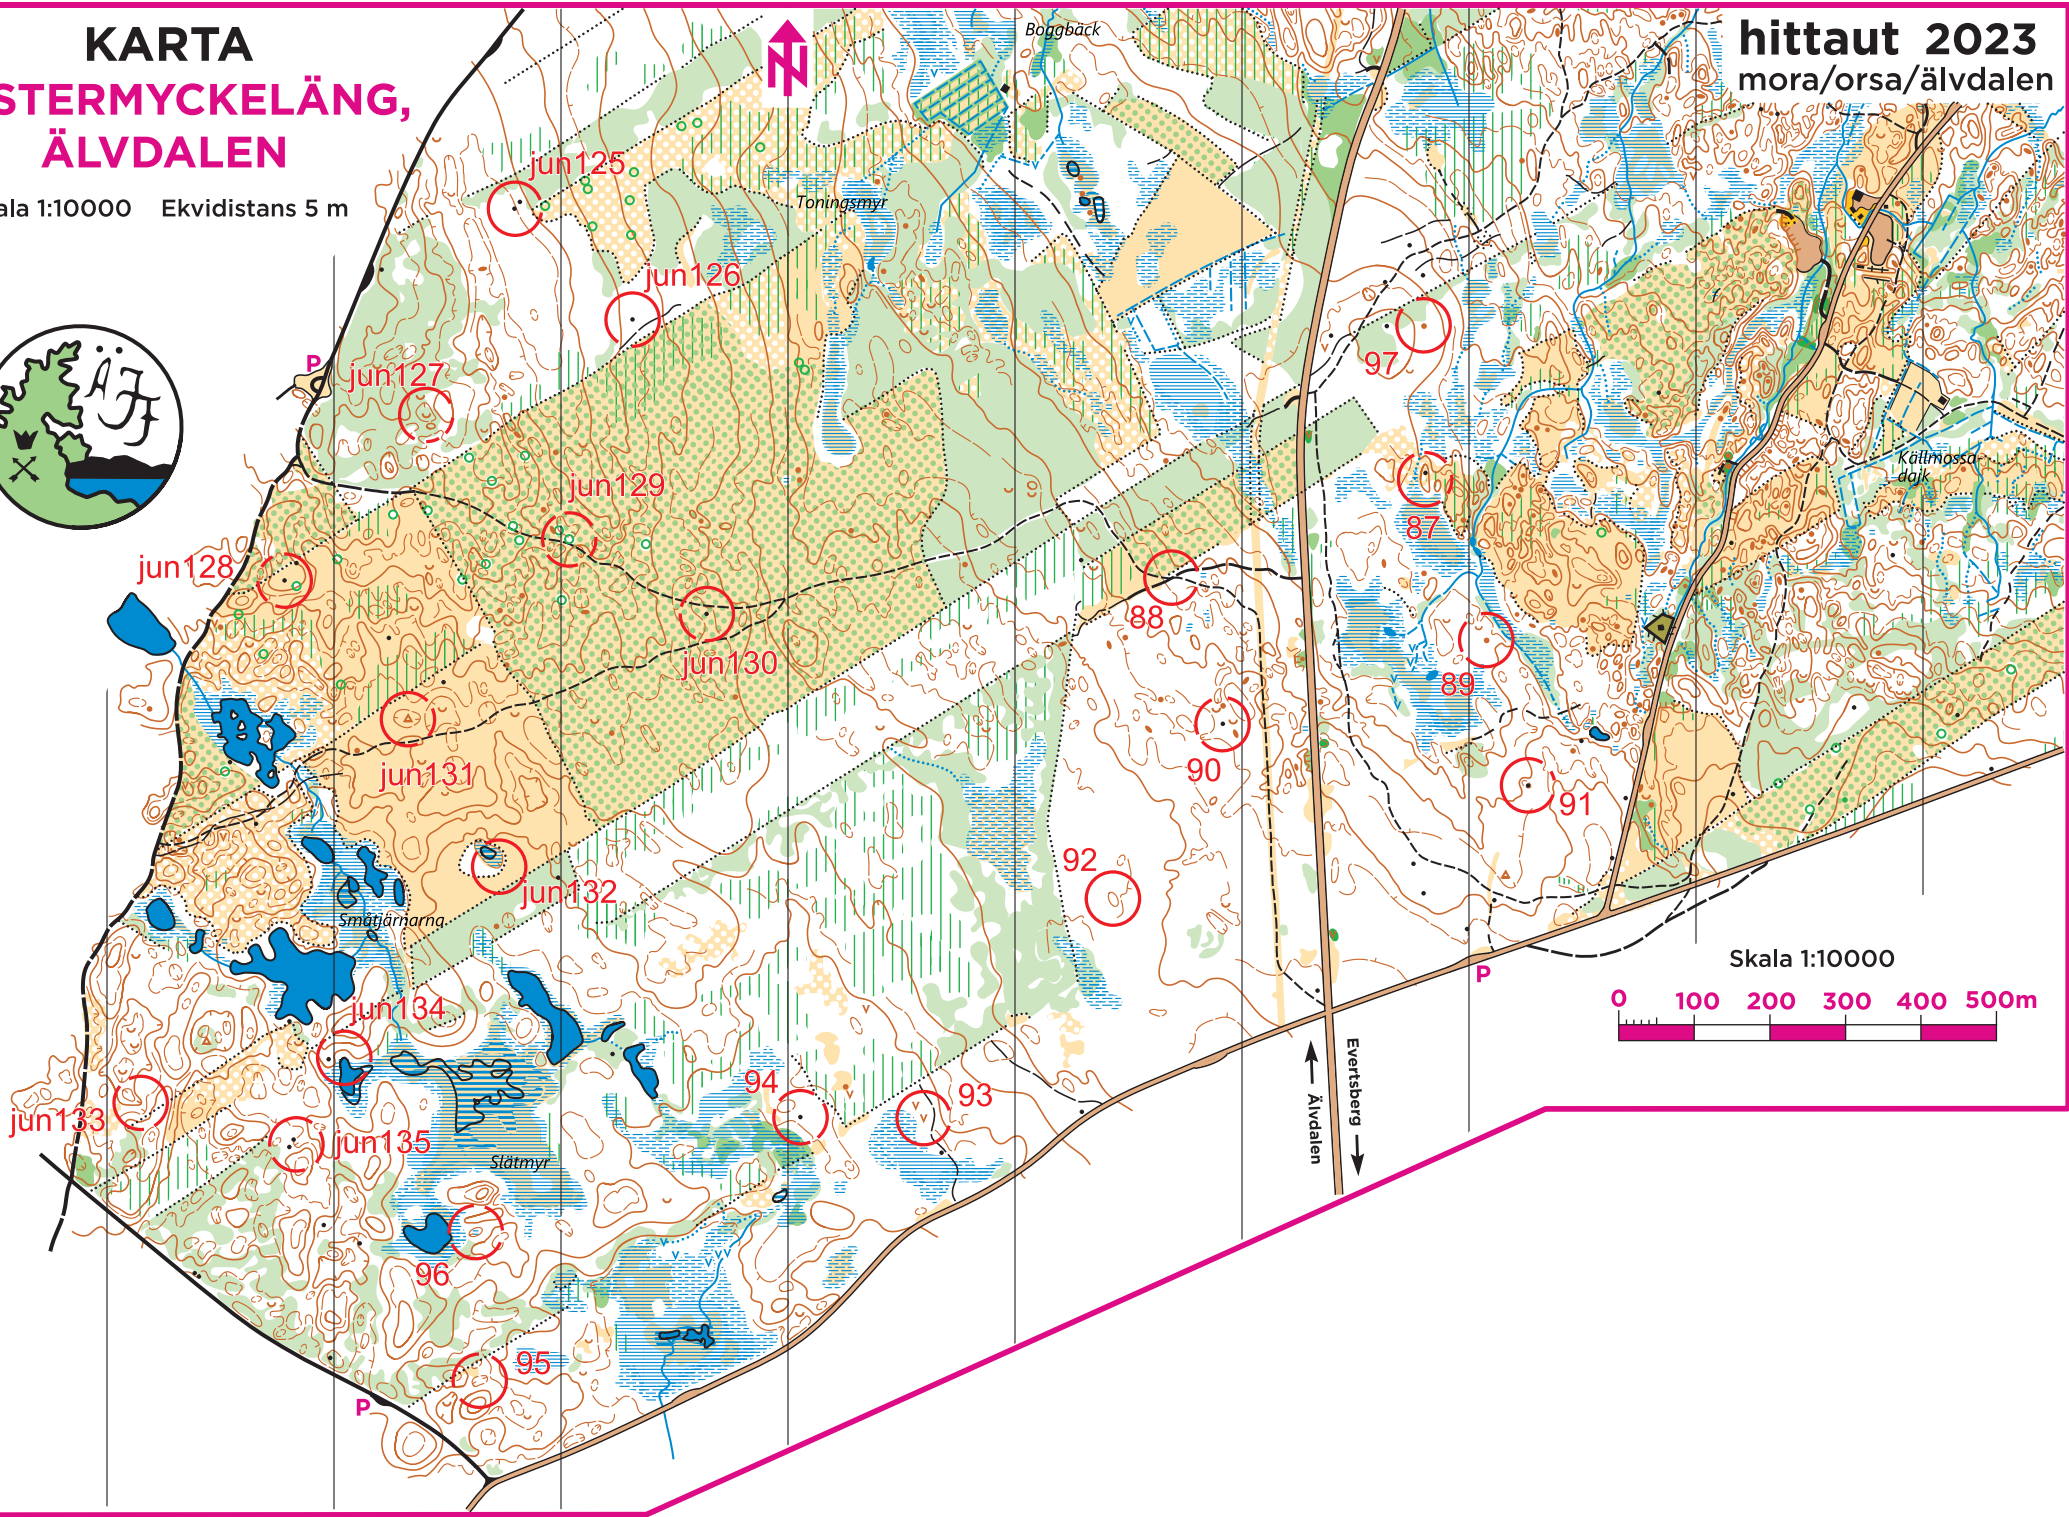 KARTA
STERMYCKELÄNG,
ÄLVDALEN
ala 1:10000 Ekvidistans 5 m
hittaut 2023
mora/orsa/älvdalen
N
Boggbäck
Toningsmyr
jun125
jun126
P
jun127
97
ÄJF
jun129
Källmossa-
dajk
87
jun128
88
jun130
89
jun131
90
91
92
jun132
Småtjärnarna
Skala 1:10000
P
0 100 200 300 400 500m
jun134
94
93
jun133
jun135
Älvdalen
Evertsberg
Slätmyr
96
95
P